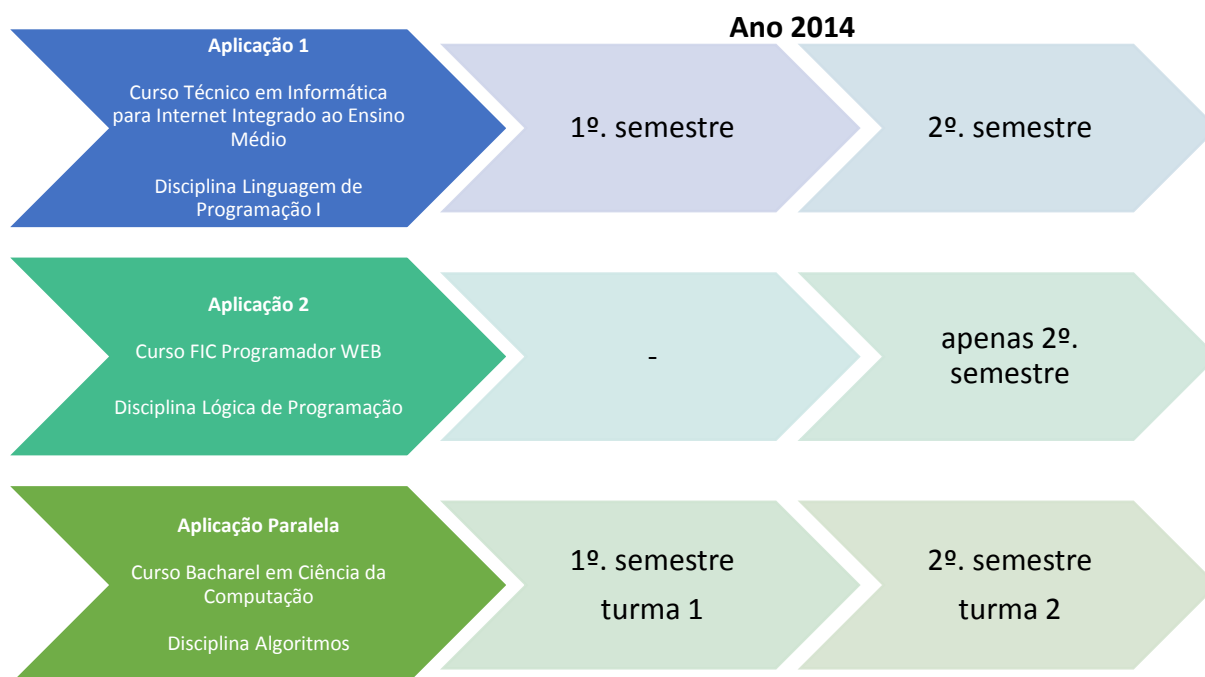 Ano 2014
Aplicação 1
Curso Técnico em Informática
para Internet Integrado ao Ensino
Médio
Disciplina Linguagem de
Programação I
1º. semestre
2º. semestre
Aplicação 2
Curso FIC Programador WEB
Disciplina Lógica de Programação
-
apenas 2º.
semestre
Aplicação Paralela
Curso Bacharel em Ciência da
Computação
Disciplina Algoritmos
1º. semestre
turma 1
2º. semestre
turma 2